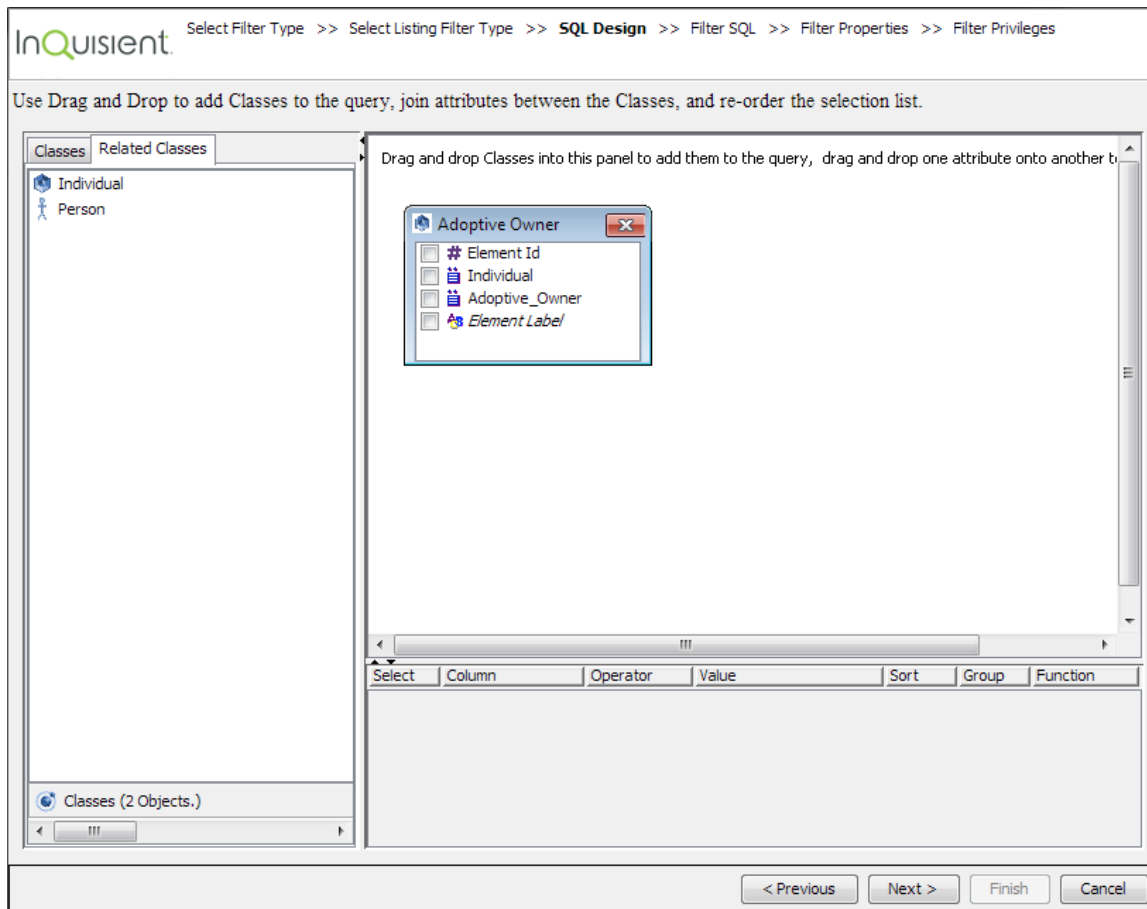 InQuisient.
Select Filter Type >> Select Listing Filter Type >> SQL Design >> Filter SQL >> Filter Properties >> Filter Privileges
Use Drag and Drop to add Classes to the query, join attributes between the Classes, and re-order the selection list.
Classes
Related Classes
Individual
Person
Classes (2 Objects.)
Drag and drop Classes into this panel to add them to the query, drag and drop one attribute onto another t
Adoptive Owner
# Element Id
Individual
Adoptive_Owner
Element Label
Select Column Operator Value Sort Group Function
< Previous
Next >
Finish
Cancel